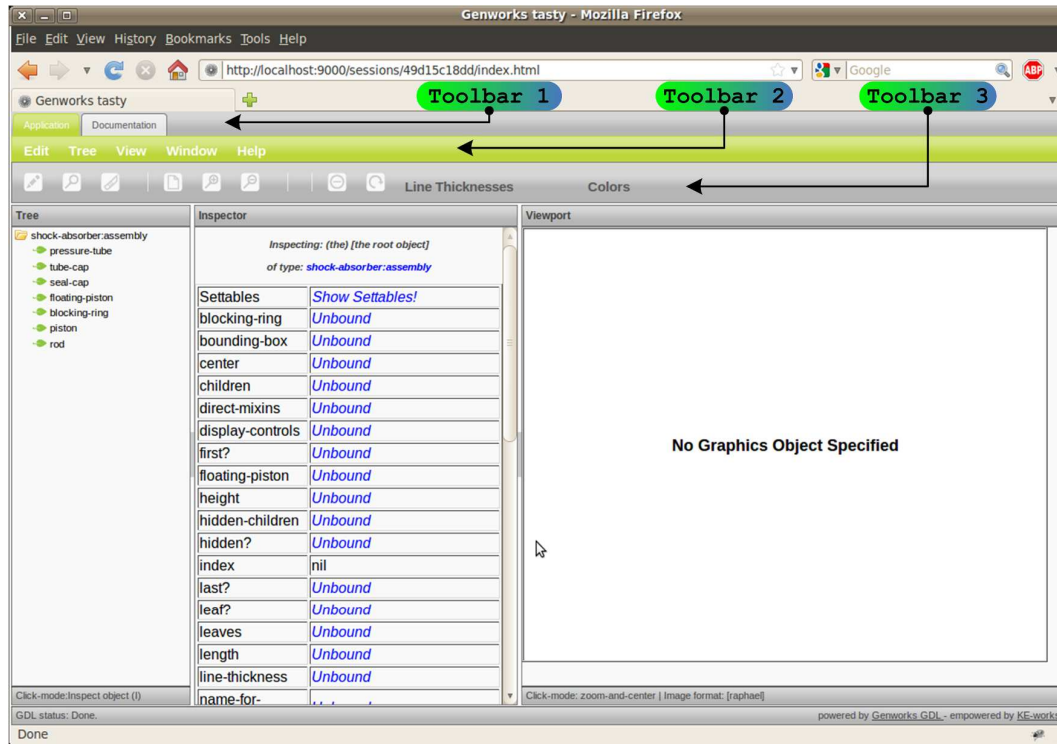 Genworks tasty - Mozilla Firefox
File Edit View History Bookmarks Tools Help
http://localhost:9000/sessions/49d15c18dd/index.html
Google
ABP
Genworks tasty
Toolbar 1
Toolbar 2
Toolbar 3
Application Documentation
Edit Tree View Window Help
Line Thicknesses Colors
Tree
shock-absorber:assembly
pressure-tube
tube-cap
seal-cap
floating-piston
blocking-ring
piston
rod
Click-mode:Inspect object (I)
Inspector
Inspecting: (the) [the root object]
of type: shock-absorber:assembly
Settables Show Settables!
blocking-ring Unbound
bounding-box Unbound
center Unbound
children Unbound
direct-mixins Unbound
display-controls Unbound
first? Unbound
floating-piston Unbound
height Unbound
hidden-children Unbound
hidden? Unbound
index nil
last? Unbound
leaf? Unbound
leaves Unbound
length Unbound
line-thickness Unbound
name-for-
Viewport
No Graphics Object Specified
Click-mode: zoom-and-center | Image format: [raphael]
GDL status: Done.
powered by Genworks GDL - empowered by KE-works
Done